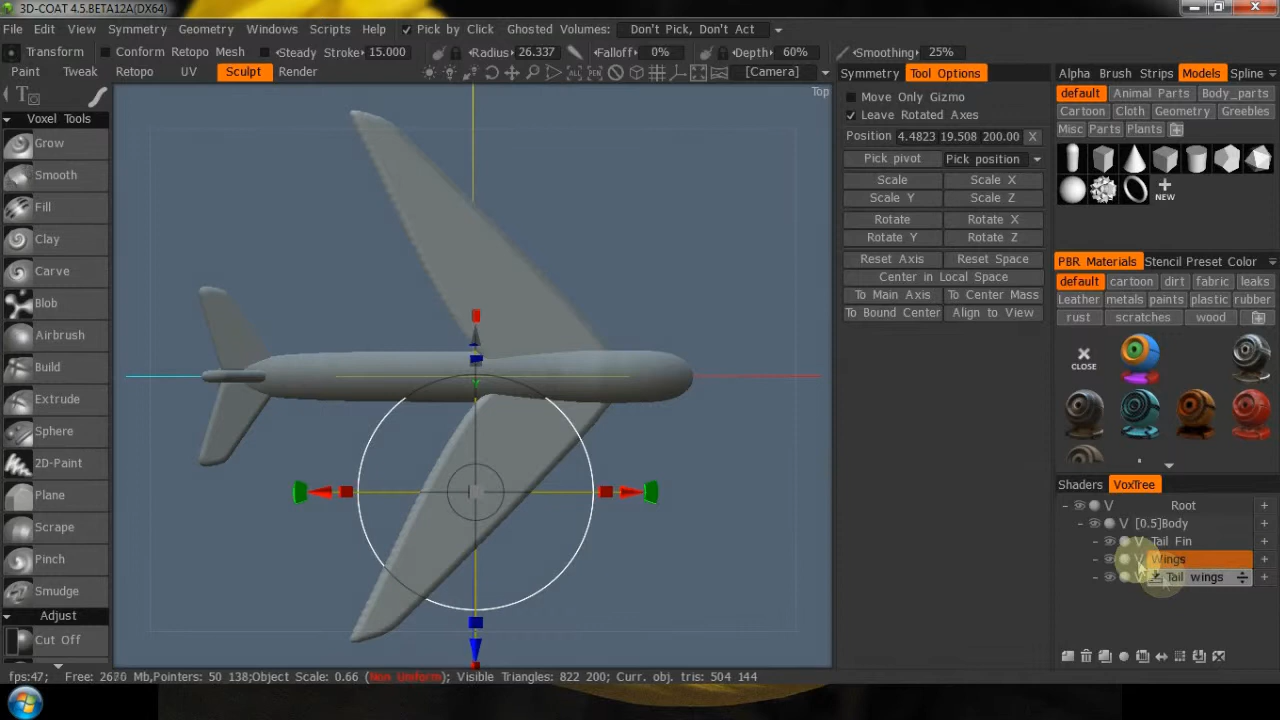 3D-COAT 4.5.BETA12A(DX64)
File Edit View Symmetry Geometry Windows Scripts Help Pick by Click Ghosted Volumes: Don't Pick, Don't Act
Transform Conform Retopo Mesh Steady Stroke 15.000 Radius 26.337 Falloff 0% Depth 60% Smoothing 25%
Paint Tweak Retopo UV Sculpt Render ALL PEN [Camera] Symmetry Tool Options Alpha Brush Strips Models Spline
T Top
Move Only Gizmo default Animal Parts Body_parts
Leave Rotated Axes Cartoon Cloth Geometry Greebles
Voxel Tools
Position 4.4823 19.508 200.00 X Misc Parts Plants
Grow
Pick pivot Pick position
Smooth
Scale Scale X
Scale Y Scale Z
NEW
Fill
Rotate Rotate X
Clay
Rotate Y Rotate Z
Reset Axis Reset Space PBR Materials Stencil Preset Color
Carve
Center in Local Space default cartoon dirt fabric leaks
Blob
To Main Axis To Center Mass Leather metals paints plastic rubber
To Bound Center Align to View rust scratches wood
Airbrush
Build
CLOSE
Extrude
Sphere
2D-Paint
Shaders VoxTree
Plane
V Root +
Scrape
V [0.5]Body +
V Tail Fin +
Pinch
V Wings +
Tail wings +
Smudge
Adjust
Cut Off
fps:47; Free: 2670 Mb,Pointers: 50 138;Object Scale: 0.66 (Non Uniform); Visible Triangles: 822 200; Curr. obj. tris: 504 144